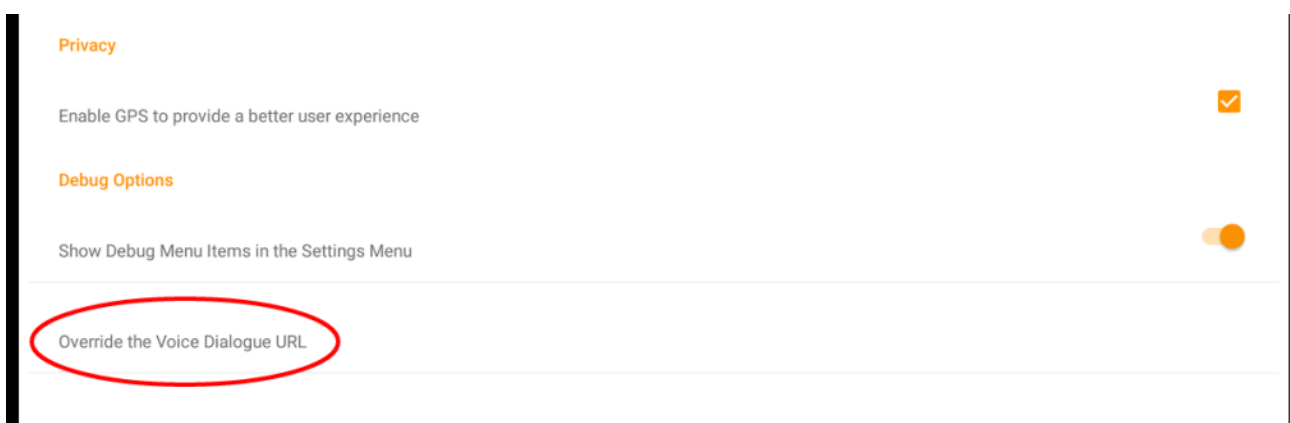 Privacy
Enable GPS to provide a better user experience
Debug Options
Show Debug Menu Items in the Settings Menu
Override the Voice Dialogue URL